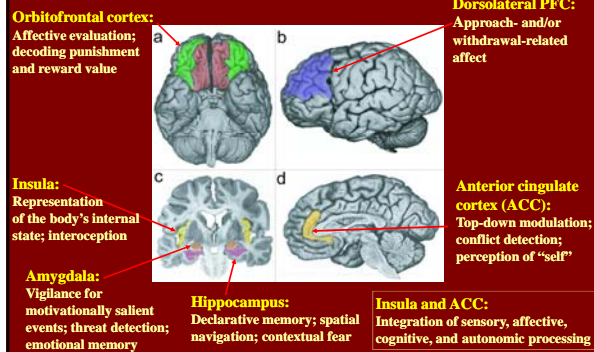 Orbitofrontal cortex:
Affective evaluation;
decoding punishment
and reward value
Dorsolateral PFC:
Approach- and/or
withdrawal-related
affect
a
b
c
d
Insula:
Representation
of the body's internal
state; interoception
Anterior cingulate
cortex (ACC):
Top-down modulation;
conflict detection;
perception of “self”
Amygdala:
Vigilance for
motivationally salient
events; threat detection;
emotional memory
Hippocampus:
Declarative memory; spatial
navigation; contextual fear
Insula and ACC:
Integration of sensory, affective,
cognitive, and autonomic processing